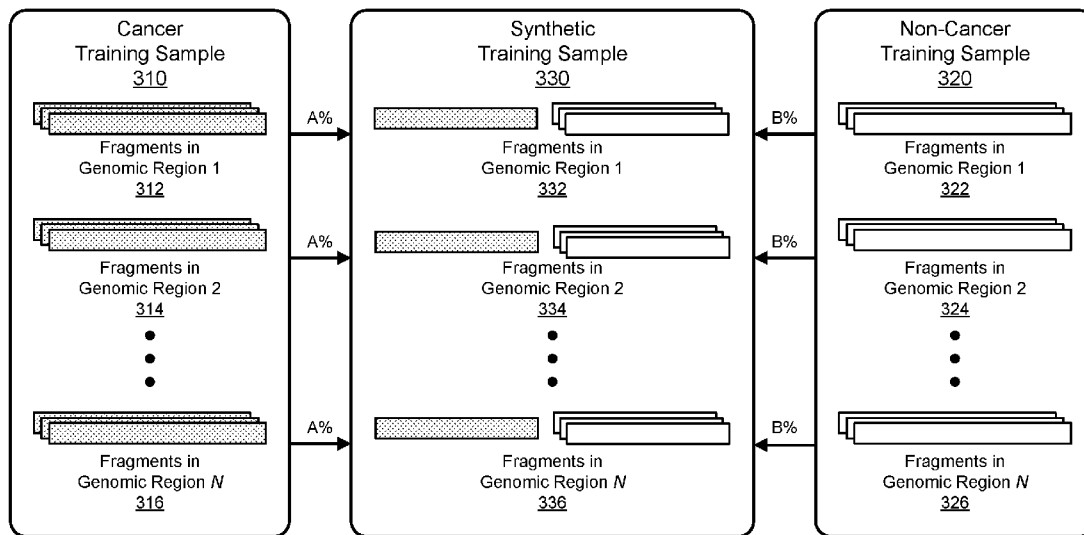 Cancer
Training Sample
310
Fragments in
Genomic Region 1
312
Fragments in
Genomic Region 2
314
Fragments in
Genomic Region N
316
A%
A%
A%
Synthetic
Training Sample
330
Fragments in
Genomic Region 1
332
Fragments in
Genomic Region 2
334
Fragments in
Genomic Region N
336
B%
B%
B%
Non-Cancer
Training Sample
320
Fragments in
Genomic Region 1
322
Fragments in
Genomic Region 2
324
Fragments in
Genomic Region N
326